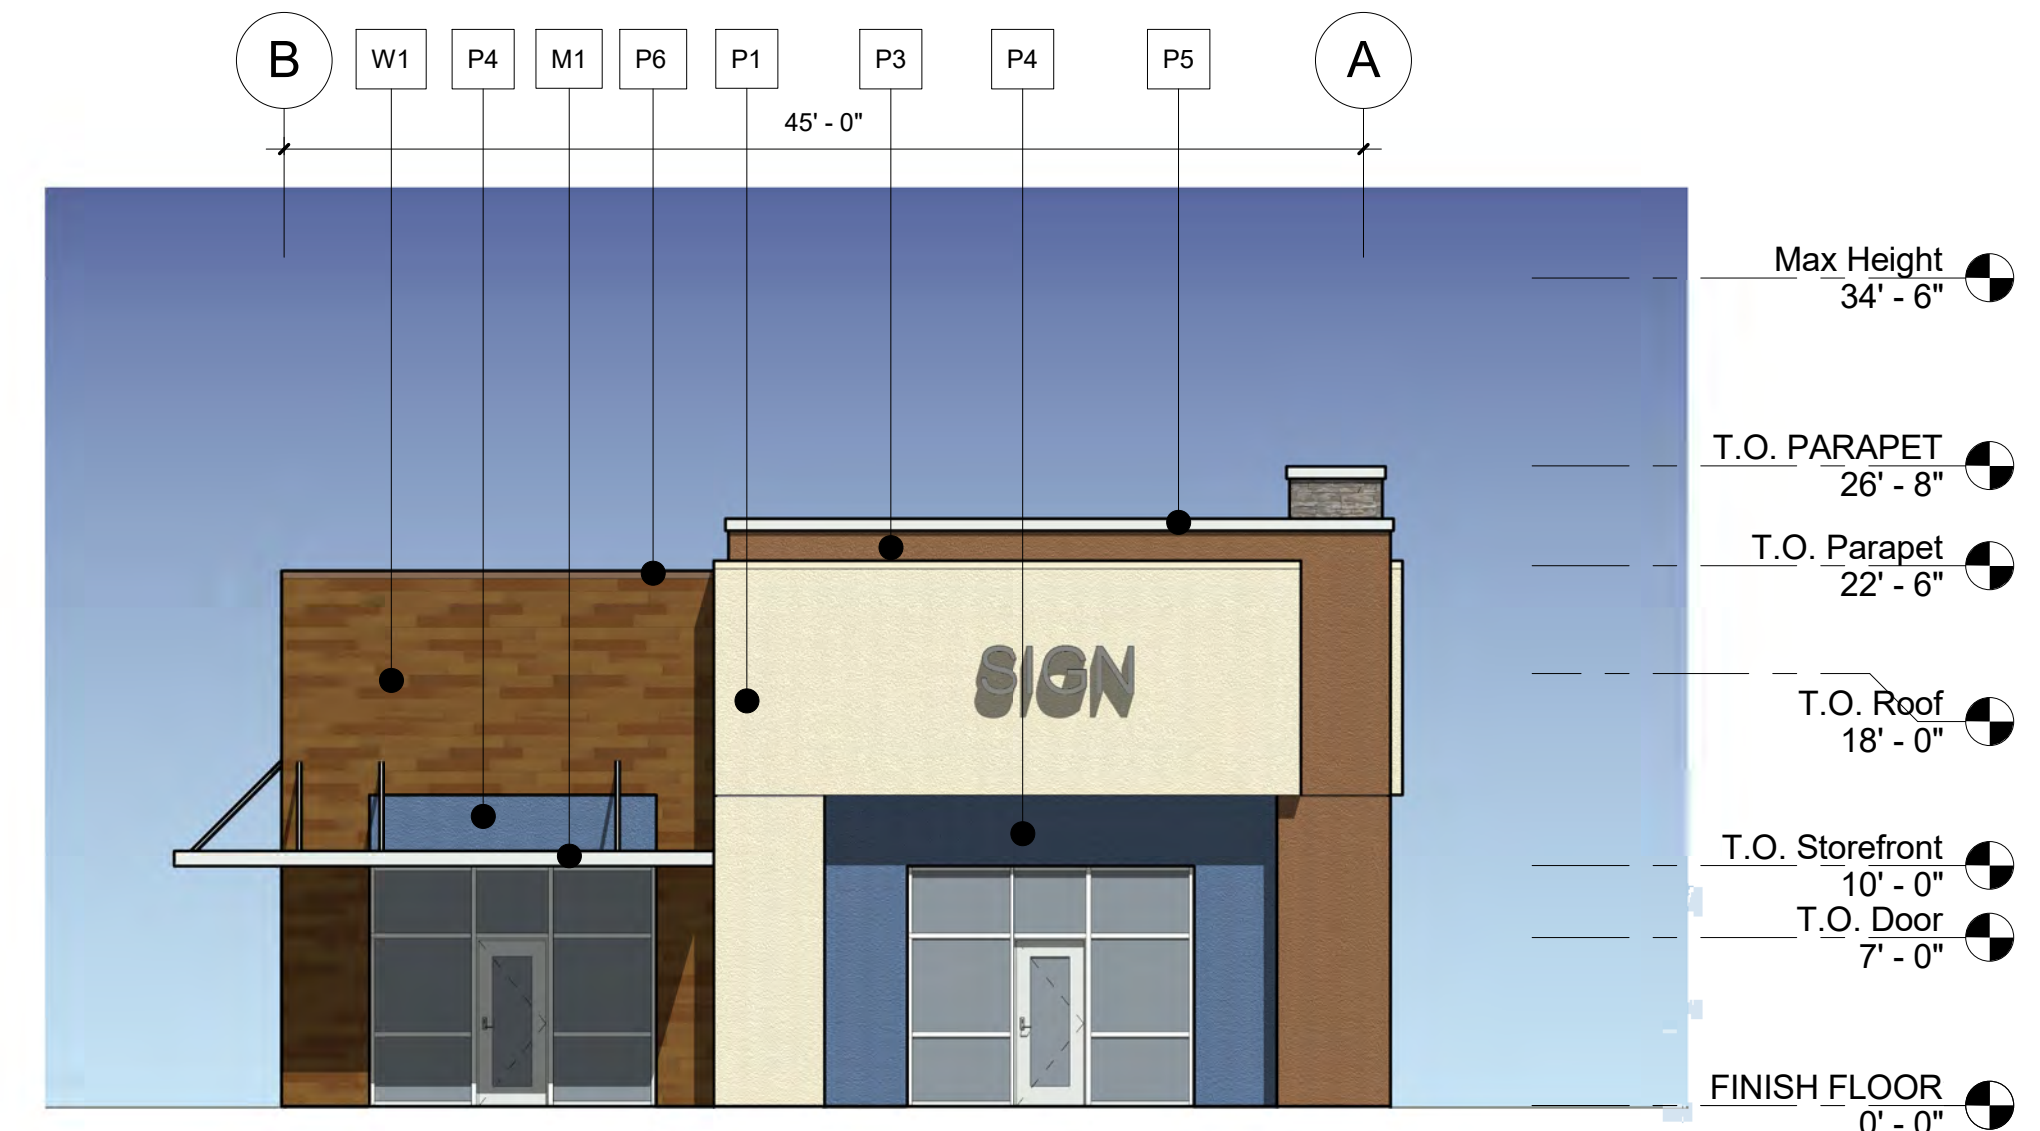 B
W1
P4
M1
P6
P1
P3
P4
P5
A
45' - 0"
Max Height
34' - 6"
T.O. PARAPET
26' - 8"
T.O. Parapet
22' - 6"
SIGN
T.O. Roof
18' - 0"
T.O. Storefront
10' - 0"
T.O. Door
7' - 0"
FINISH FLOOR
0' - 0"